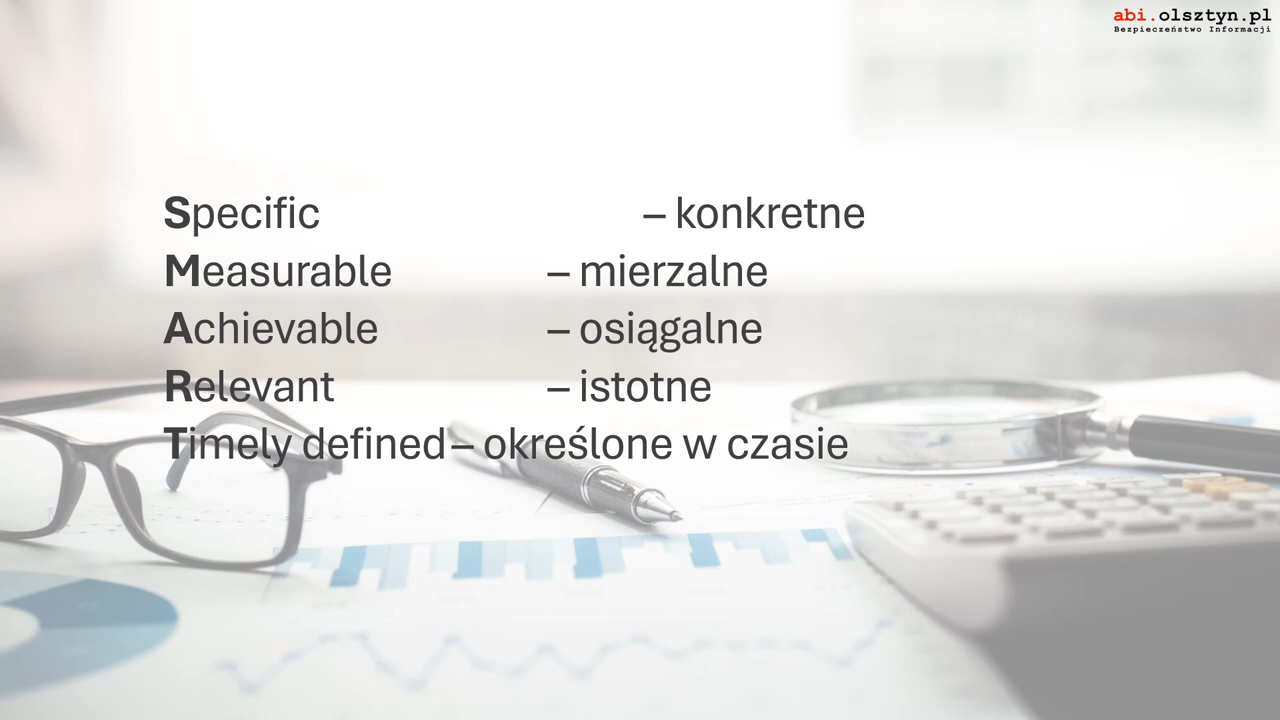 abi.olsztyn.pl
Bezpieczeństwo Informacji
Specific – konkretne
Measurable – mierzalne
Achievable – osiągalne
Relevant – istotne
Timely defined – określone w czasie